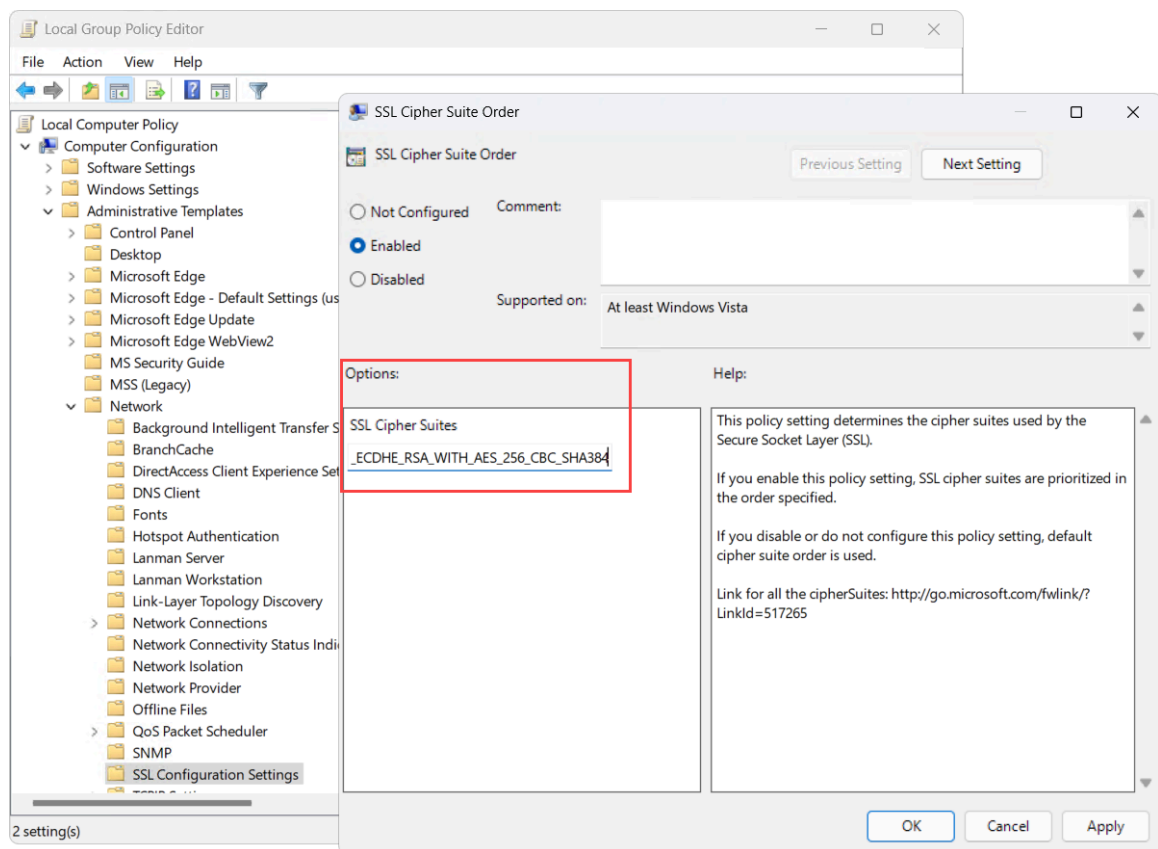 Local Group Policy Editor
File Action View Help
Local Computer Policy
Computer Configuration
Software Settings
Windows Settings
Administrative Templates
Control Panel
Desktop
Microsoft Edge
Microsoft Edge - Default Settings (us
Microsoft Edge Update
Microsoft Edge WebView2
MS Security Guide
MSS (Legacy)
Network
Background Intelligent Transfer S
BranchCache
DirectAccess Client Experience Set
DNS Client
Fonts
Hotspot Authentication
Lanman Server
Lanman Workstation
Link-Layer Topology Discovery
Network Connections
Network Connectivity Status Indi
Network Isolation
Network Provider
Offline Files
QoS Packet Scheduler
SNMP
SSL Configuration Settings
2 setting(s)
SSL Cipher Suite Order
SSL Cipher Suite Order
Previous Setting Next Setting
Not Configured
Enabled
Disabled
Comment:
Supported on:
At least Windows Vista
Options:
SSL Cipher Suites
_ECDHE_RSA_WITH_AES_256_CBC_SHA384
Help:
This policy setting determines the cipher suites used by the
Secure Socket Layer (SSL).
If you enable this policy setting, SSL cipher suites are prioritized in
the order specified.
If you disable or do not configure this policy setting, default
cipher suite order is used.
Link for all the cipherSuites: http://go.microsoft.com/fwlink/?
LinkId=517265
OK Cancel Apply